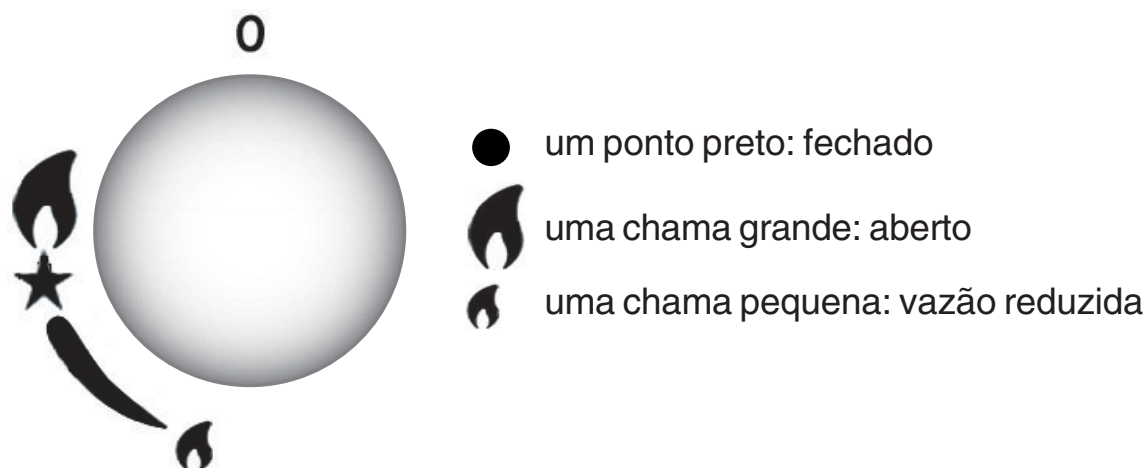 0
um ponto preto: fechado
uma chama grande: aberto
uma chama pequena: vazão reduzida